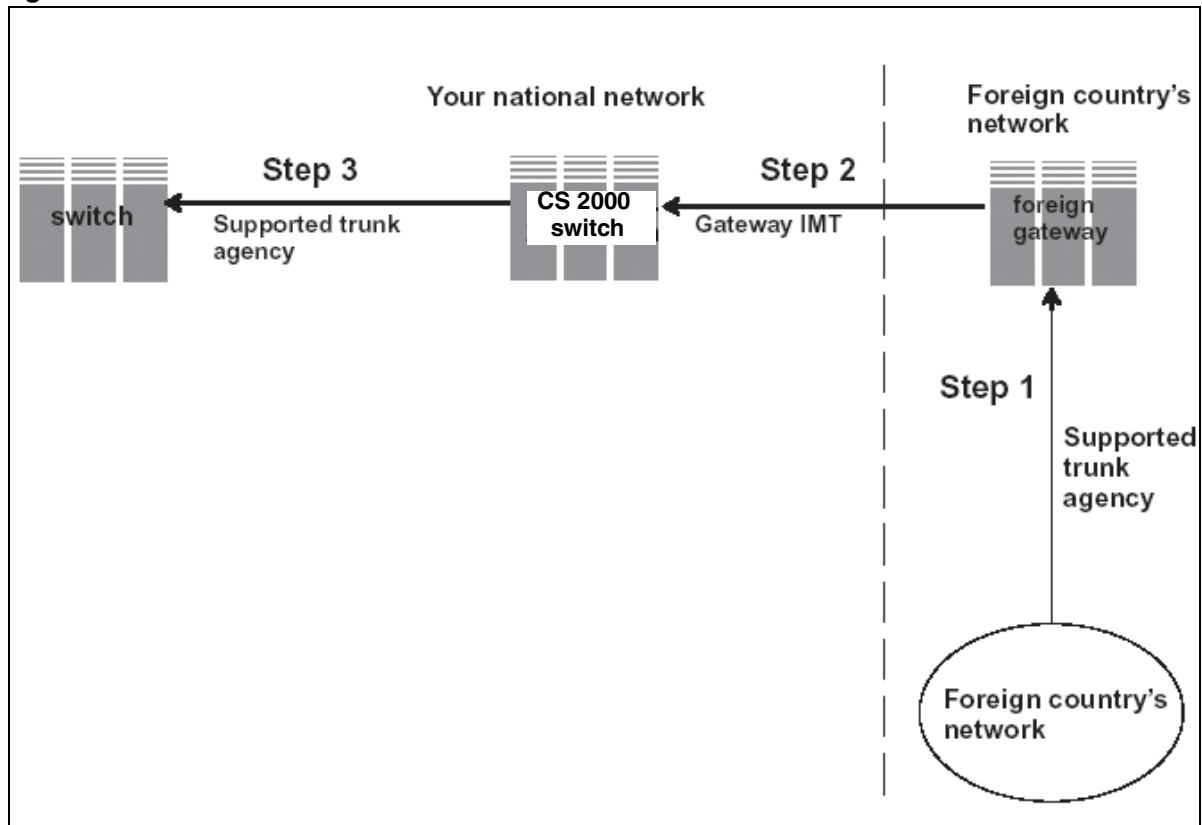 Your national network
Foreign country's
network
Step 3
Step 2
switch
Supported trunk
agency
CS 2000
switch
Gateway IMT
foreign
gateway
Step 1
Supported
trunk
agency
Foreign country's
network